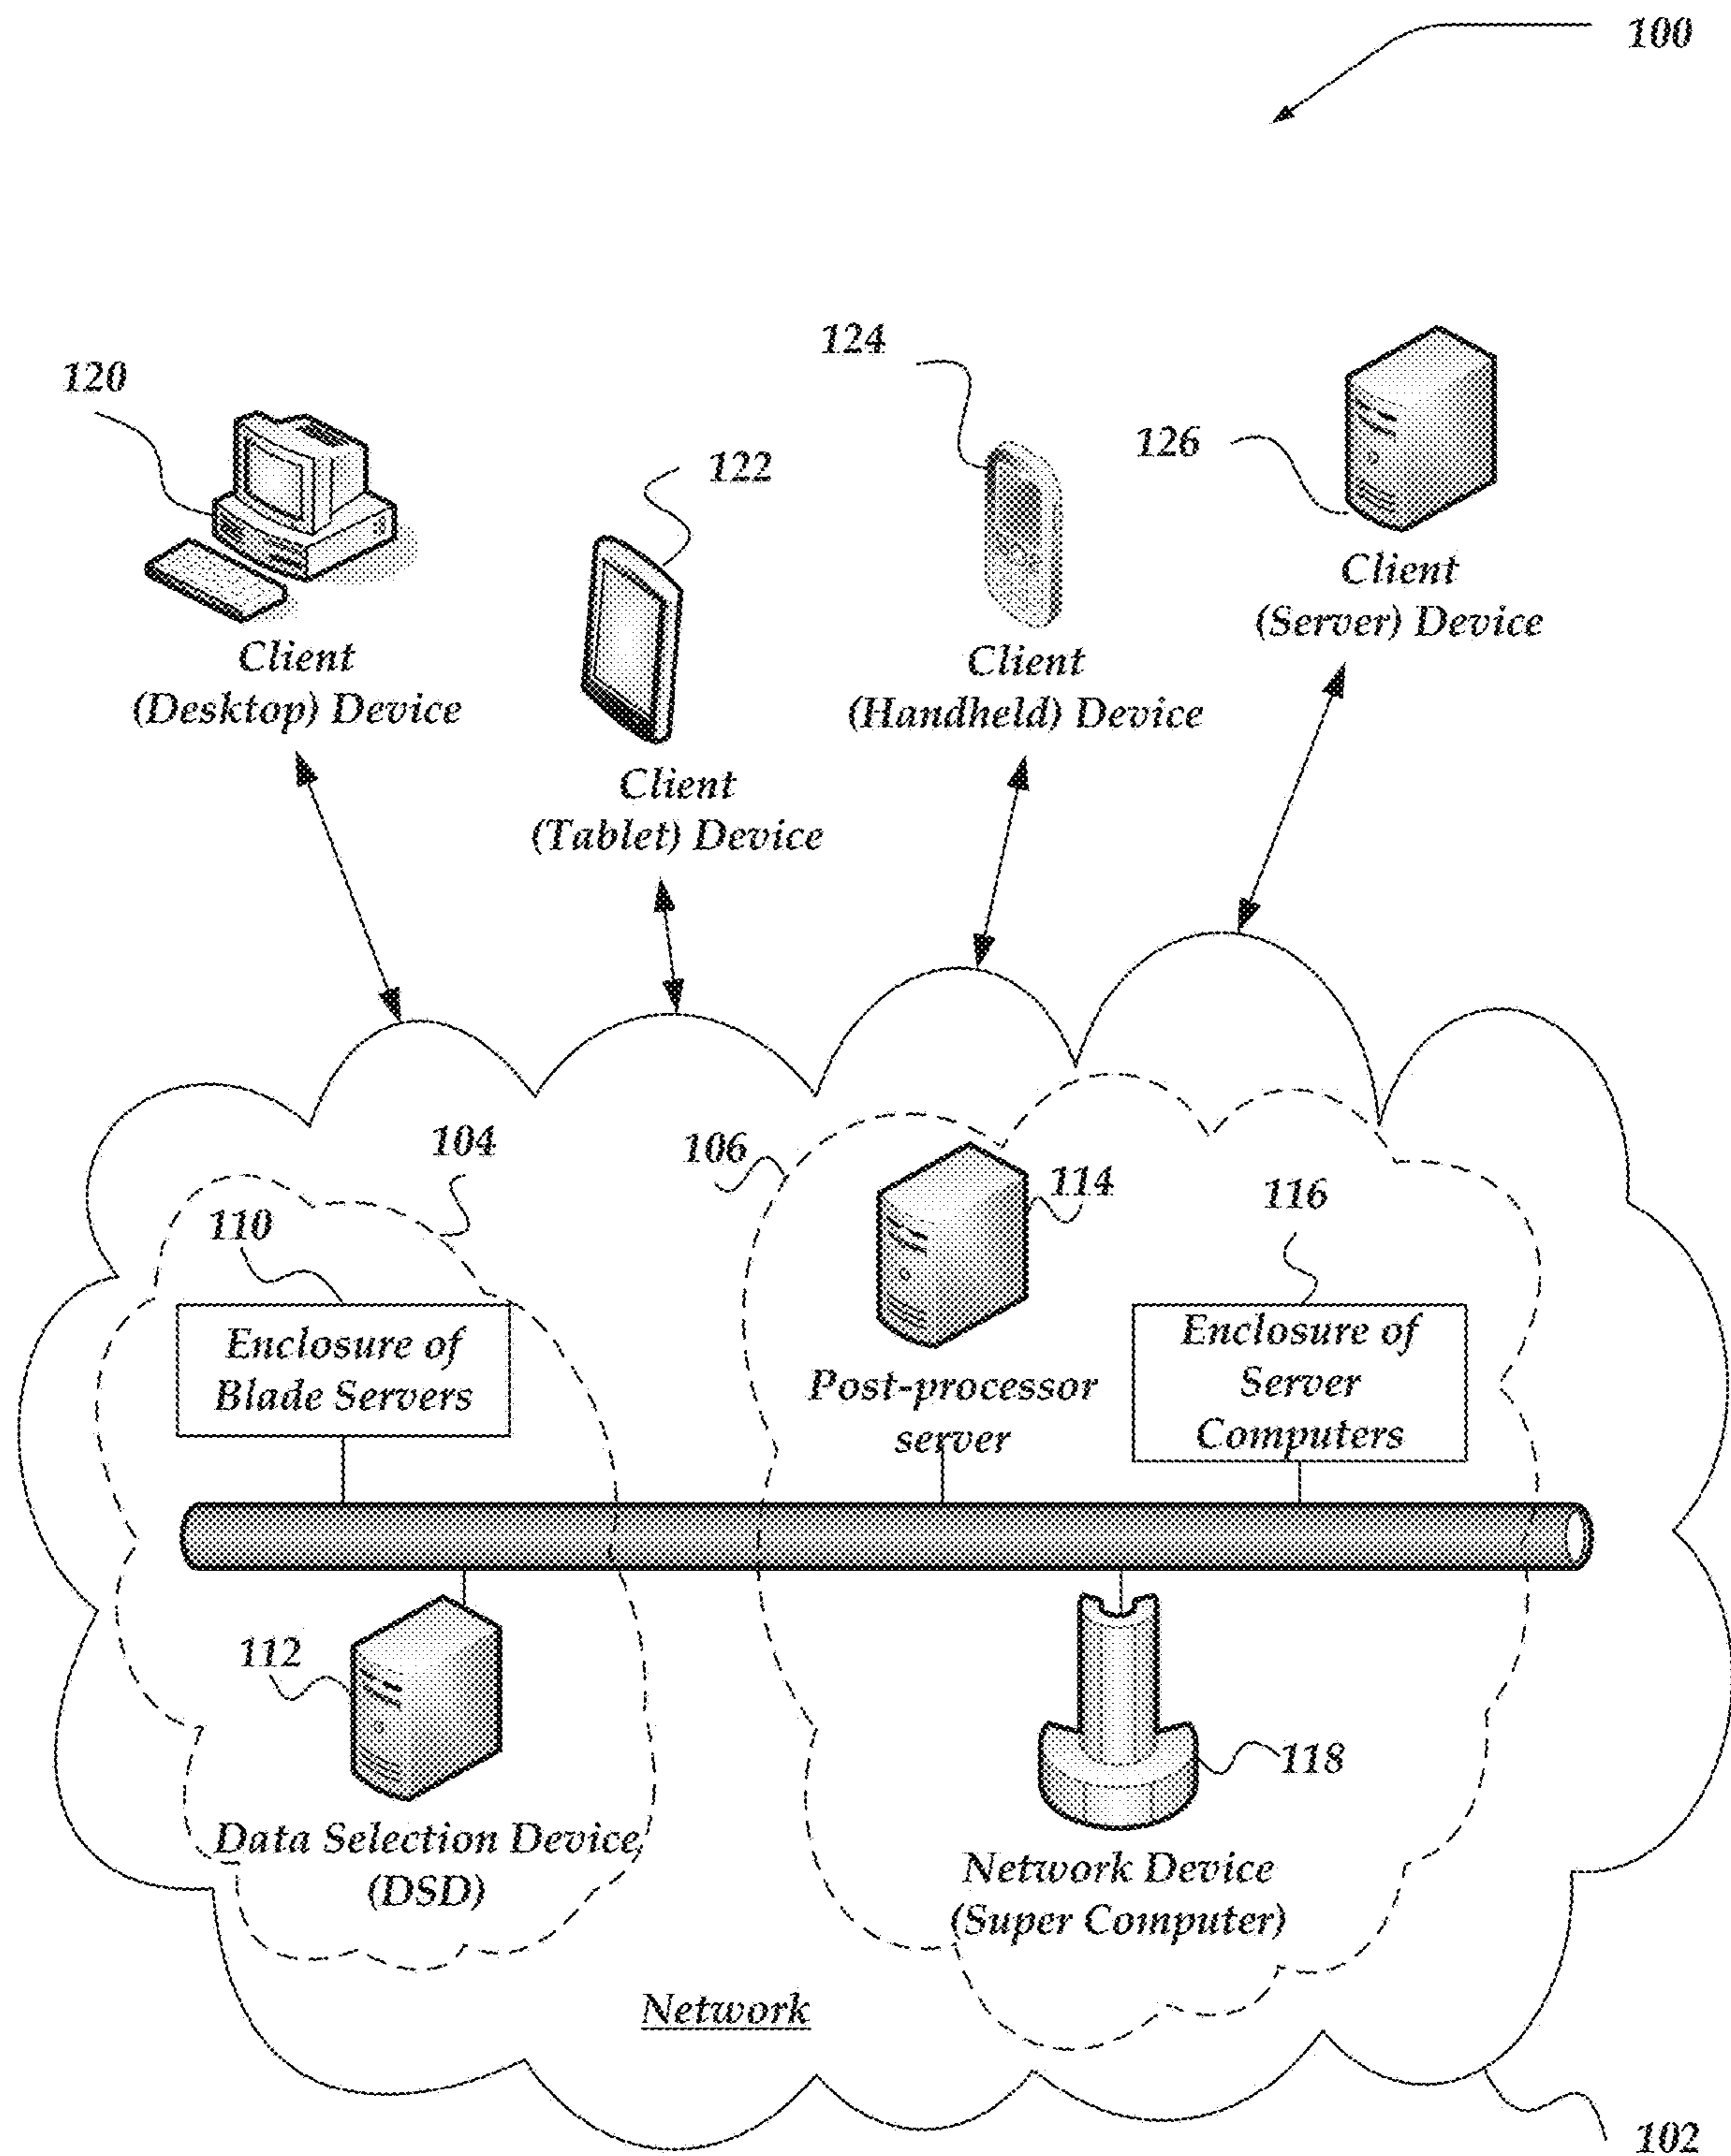 100
124
120
126
122
Client
(Server) Device
Client
(Desktop) Device
Client
(Handheld) Device
Client
(Tablet) Device
104
106
114
116
110
Enclosure of
Blade Servers
Enclosure of
Server
Computers
Post-processor
server
112
118
Data Selection Device
(DSD)
Network Device
(Super Computer)
Network
102